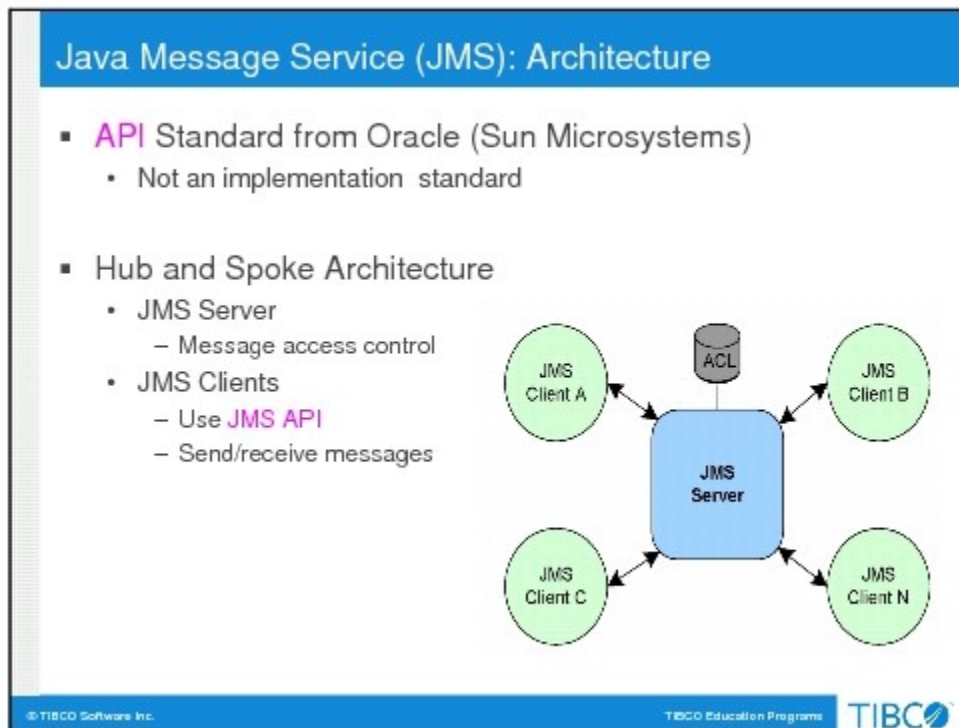 Java Message Service (JMS): Architecture
▪ API Standard from Oracle (Sun Microsystems)
• Not an implementation standard
▪ Hub and Spoke Architecture
• JMS Server
– Message access control
• JMS Clients
– Use JMS API
– Send/receive messages
ACL
JMS
Client A
JMS
Client B
JMS
Server
JMS
Client C
JMS
Client N
© TIBCO Software Inc.
TIBCO Education Programs
TIBCO